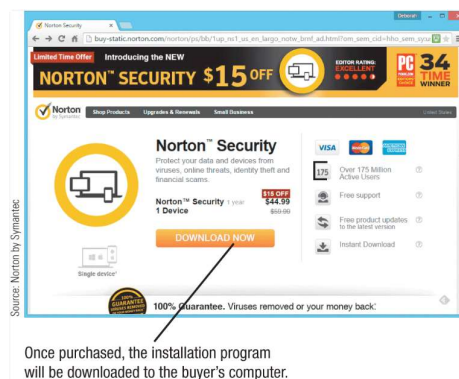 Norton Security
Deborah
buy-static.norton.com/norton/ps/bb/1up_ns1_us_en_largo_notw_brmf_ad.html?om_sem_cid=hho_sem_sy
Limited Time Offer
Introducing the NEW
NORTON™ SECURITY $15 OFF
EDITOR RATING:
EXCELLENT
PC
34
TIME
WINNER
Norton
by Symantec
Shop Products
Upgrades & Renewals
Small Business
United States
Norton™ Security
Protect your data and devices from
viruses, online threats, identity theft and
financial scams.
$15 OFF
Norton™ Security 1 year $44.99
1 Device
DOWNLOAD NOW
Single device
VISA
175
Over 175 Million
Active Users
Free support
Free product updates
to the latest version
Instant Download
100%
GUARANTEE
100% Guarantee. Viruses removed or your money back
Source: Norton by Symantec
Once purchased, the installation program
will be downloaded to the buyer's computer.